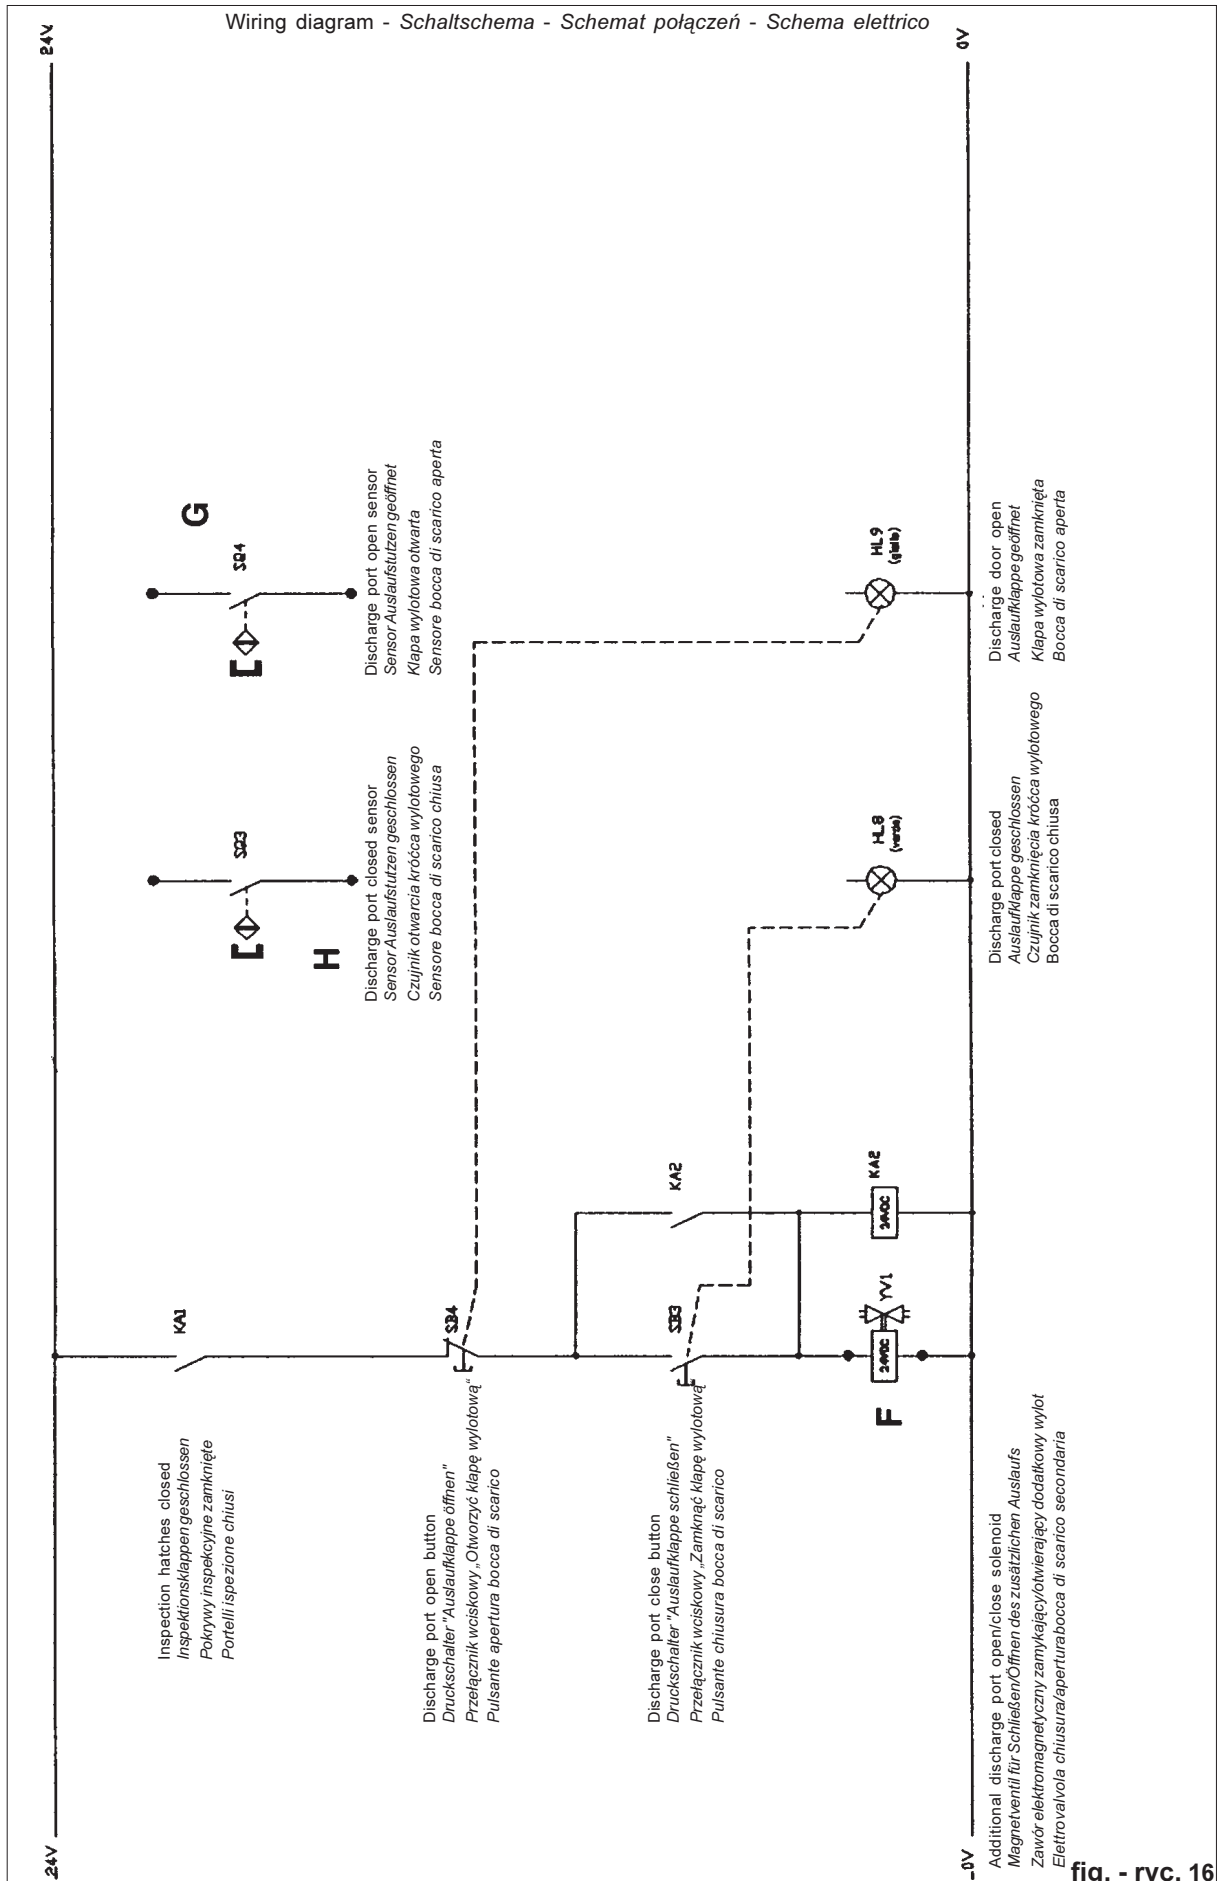 Wiring diagram - Schaltschema - Schemat połączeń - Schema elettrico
24V
0V
G
SQ4
Discharge port open sensor
Sensor Auslaufstutzen geöffnet
Klapa wylotowa otwarta
Sensore bocca di scarico aperta
HL9
(giallo)
Discharge door open
Auslaufklappe geöffnet
Klapa wylotowa zamknięta
Bocca di scarico aperta
SQ3
H
Discharge port closed sensor
Sensor Auslaufstutzen geschlossen
Czujnik otwarcia króćca wylotowego
Sensore bocca di scarico chiusa
HL8
(verde)
Discharge port closed
Auslaufklappe geschlossen
Czujnik zamknięcia króćca wylotowego
Bocca di scarico chiusa
KA2
KA2
24VDC
KA1
SB4
SB3
YV1
24VDC
F
Inspection hatches closed
Inspektionsklappen geschlossen
Pokrywy inspekcyjne zamknięte
Portelli ispezione chiusi
Discharge port open button
Druckschalter "Auslaufklappe öffnen"
Przełącznik wciskowy „Otworzyć klapę wylotową“
Pulsante apertura bocca di scarico
Discharge port close button
Druckschalter "Auslaufklappe schließen"
Przełącznik wciskowy „Zamknąć klapę wylotową“
Pulsante chiusura bocca di scarico
Additional discharge port open/close solenoid
Magnetventil für Schließen/Öffnen des zusätzlichen Auslaufs
Zawór elektromagnetyczny zamykający/otwierający dodatkowy wylot
Elettrovalvola chiusura/aperturabocca di scarico secondaria
24V
0V
fig. - ryc. 16